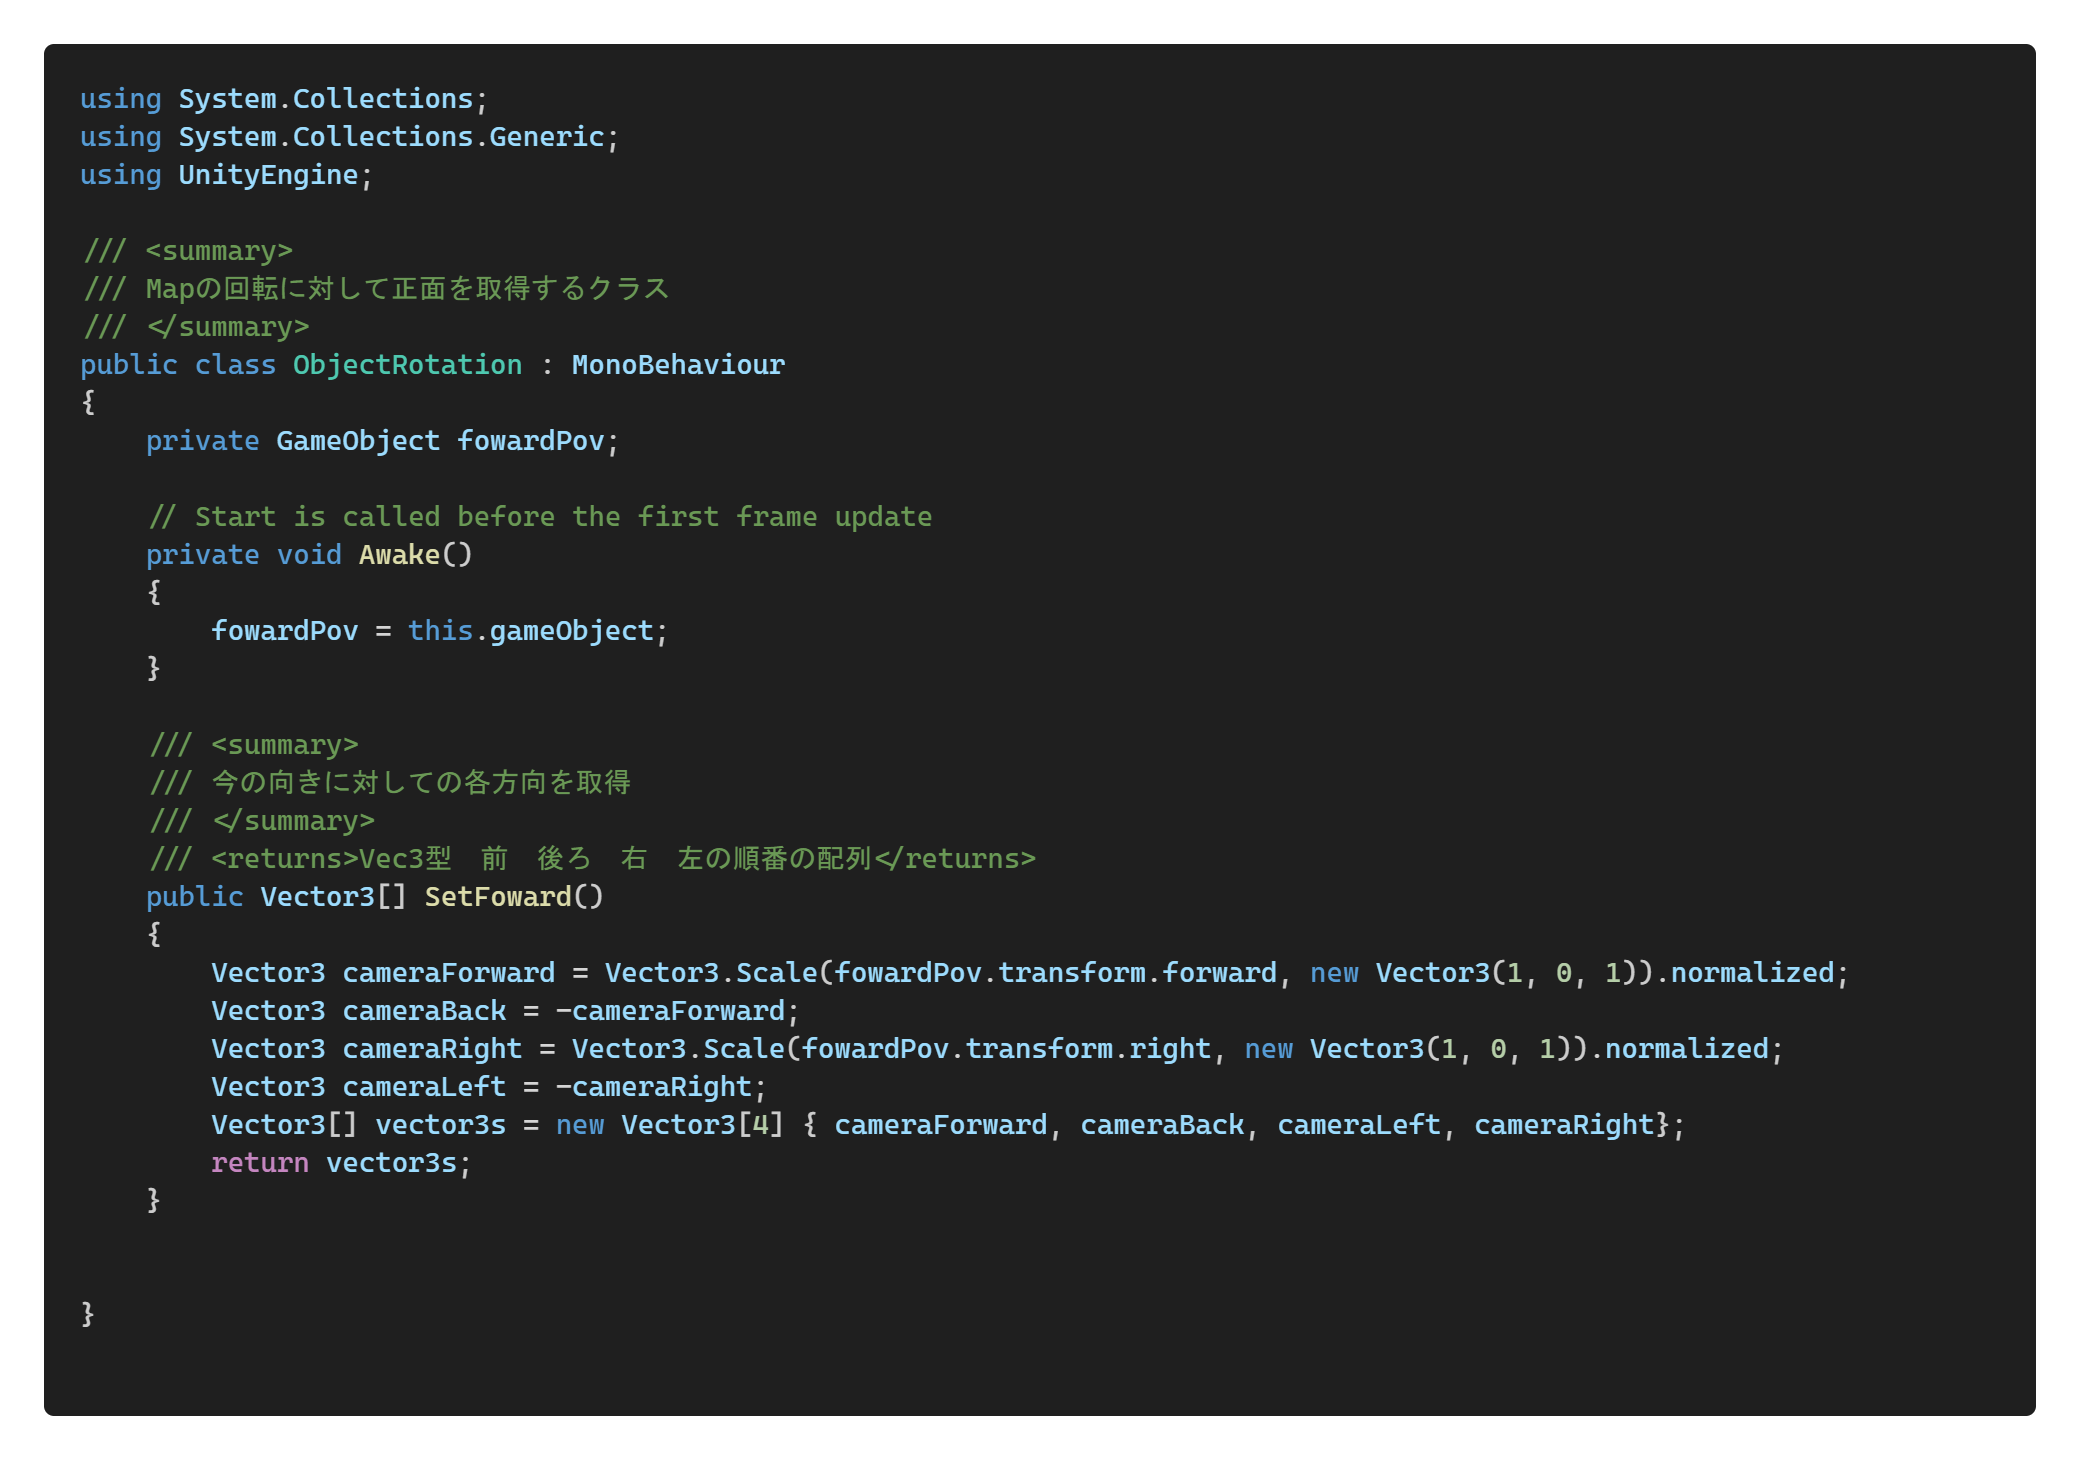 using System.Collections;
using System.Collections.Generic;
using UnityEngine;

/// <summary>
/// Mapの回転に対して正面を取得するクラス
/// </summary>
public class ObjectRotation : MonoBehaviour
{
    private GameObject fowardPov;

    // Start is called before the first frame update
    private void Awake()
    {
        fowardPov = this.gameObject;
    }

    /// <summary>
    /// 今の向きに対しての各方向を取得
    /// </summary>
    /// <returns>Vec3型　前　後ろ　右　左の順番の配列</returns>
    public Vector3[] SetFoward()
    {
        Vector3 cameraForward = Vector3.Scale(fowardPov.transform.forward, new Vector3(1, 0, 1)).normalized;
        Vector3 cameraBack = -cameraForward;
        Vector3 cameraRight = Vector3.Scale(fowardPov.transform.right, new Vector3(1, 0, 1)).normalized;
        Vector3 cameraLeft = -cameraRight;
        Vector3[] vector3s = new Vector3[4] { cameraForward, cameraBack, cameraLeft, cameraRight};
        return vector3s;
    }



}